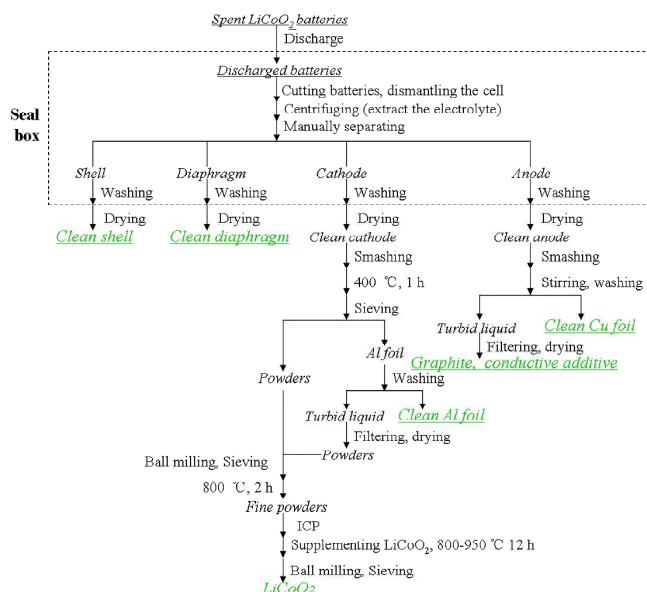 Spent LiCoO2 batteries
Discharge
Discharged batteries
Cutting batteries, dismantling the cell
Centrifuging (extract the electrolyte)
Manually separating
Seal
box
Shell Diaphragm Cathode Anode
Washing Washing Washing Washing
Drying Drying Drying Drying
Clean shell Clean diaphragm Clean cathode Clean anode
Smashing Smashing
400 ℃, 1 h Stirring, washing
Sieving
Turbid liquid Clean Cu foil
Filtering, drying
Graphite, conductive additive
Al foil
Powders
Washing
Turbid liquid Clean Al foil
Filtering, drying
Powders
Ball milling, Sieving
800 ℃, 2 h
Fine powders
ICP
Supplementing LiCoO2, 800-950 ℃ 12 h
Ball milling, Sieving
LiCoO2